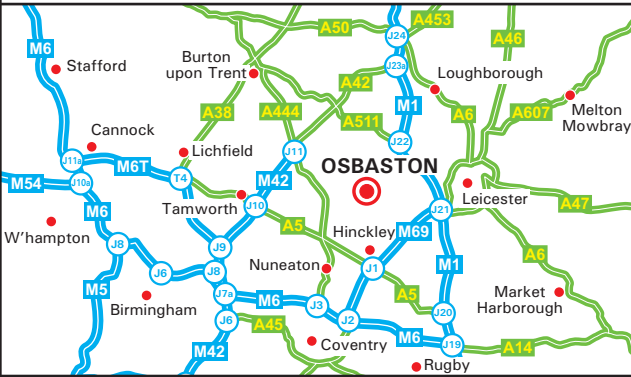 A50
A453
A46
M6
J24
Stafford
Burton
upon Trent
J23a
A42
Loughborough
A38
A444
M1
A511
A6
A607
Melton
Mowbray
Cannock
J22
J11a
M6T
Lichfield
J11
OSBASTON
M54
J10a
T4
M42
Tamworth
J10
Leicester
M6
A5
J21
A47
W'hampton
Hinckley
M69
J8
J9
A6
J6
J8
Nuneaton
J1
M1
M5
J7a
M6
A5
Market
Harborough
Birmingham
J3
J20
J6
A45
J2
M6
J19
A14
M42
Coventry
Rugby